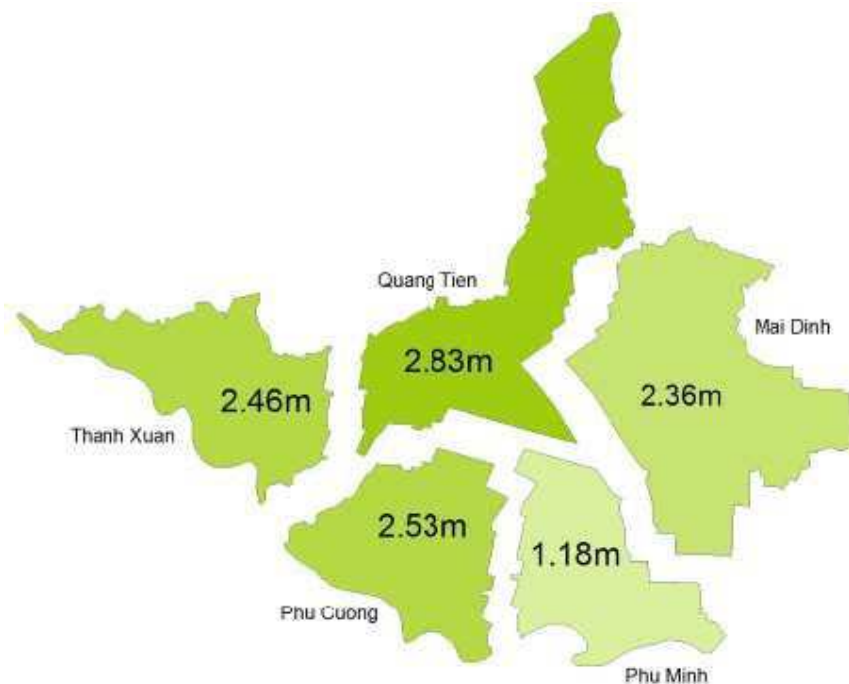 Quang Tien
Mai Dinh
2.83m
2.46m
2.36m
Thanh Xuan
2.53m
1.18m
Phu Cuong
Phu Minh